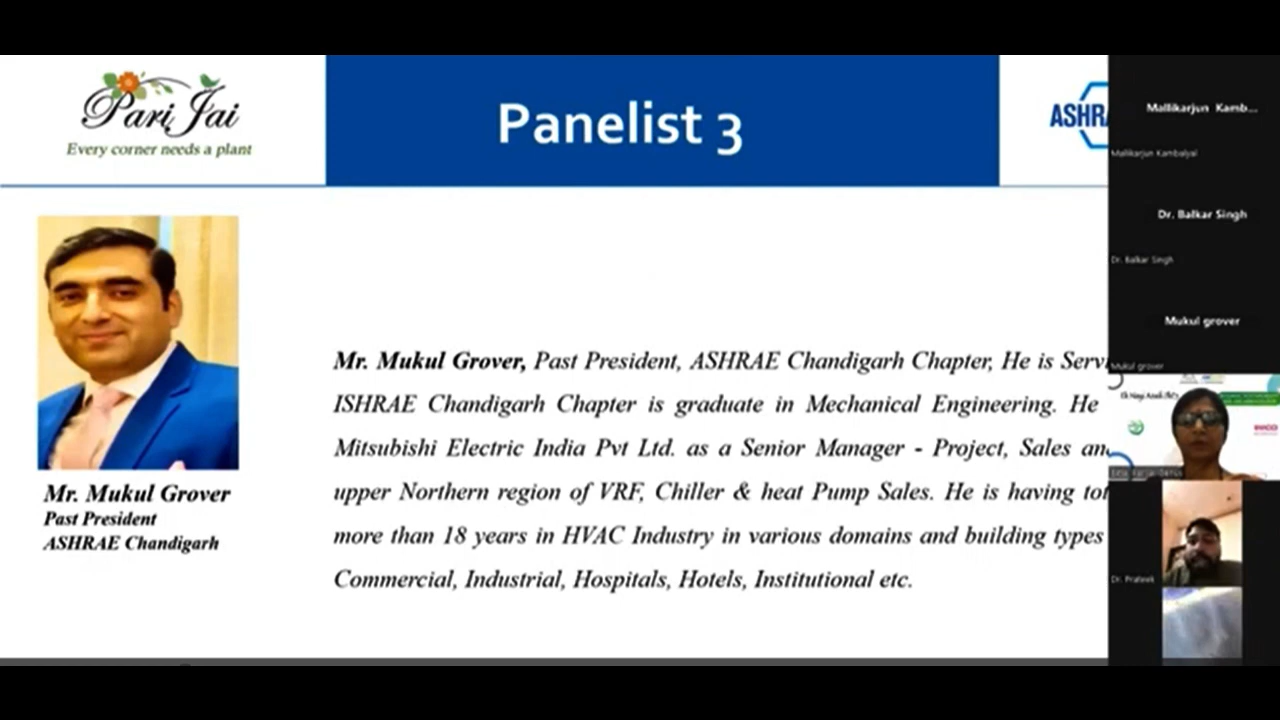 Pari Jai
Every corner needs a plant
Panelist 3
ASHRA
Mr. Mukul Grover, Past President, ASHRAE Chandigarh Chapter, He is Servi
ISHRAE Chandigarh Chapter is graduate in Mechanical Engineering. He
Mitsubishi Electric India Pvt Ltd. as a Senior Manager - Project, Sales an
upper Northern region of VRF, Chiller & heat Pump Sales. He is having tot
more than 18 years in HVAC Industry in various domains and building types
Commercial, Industrial, Hospitals, Hotels, Institutional etc.
Mr. Mukul Grover
Past President
ASHRAE Chandigarh
Mallikarjun Kamb...
Mallikarjun Kambalyal
Dr. Balkar Singh
Dr. Balkar Singh
Mukul grover
Mukul grover
Dr. Prateek